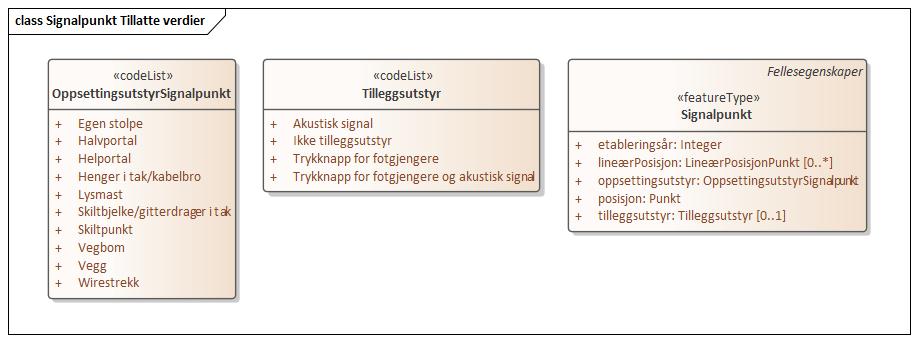 class Signalpunkt Tillatte verdier
«codeList»
OppsettingsutstyrSignalpunkt
+ Egen stolpe
+ Halvportal
+ Helportal
+ Henger i tak/kabelbro
+ Lysmast
+ Skiltbjelke/gitterdrager i tak
+ Skiltpunkt
+ Vegbom
+ Vegg
+ Wirestrekk
«codeList»
Tilleggsutstyr
+ Akustisk signal
+ Ikke tilleggsutstyr
+ Trykknapp for fotgjengere
+ Trykknapp for fotgjengere og akustisk signal
Fellesegenskaper
«featureType»
Signalpunkt
+ etableringsår: Integer
+ lineærPosisjon: LineærPosisjonPunkt [0..*]
+ oppsettingsutstyr: OppsettingsutstyrSignalpunkt
+ posisjon: Punkt
+ tilleggsutstyr: Tilleggsutstyr [0..1]